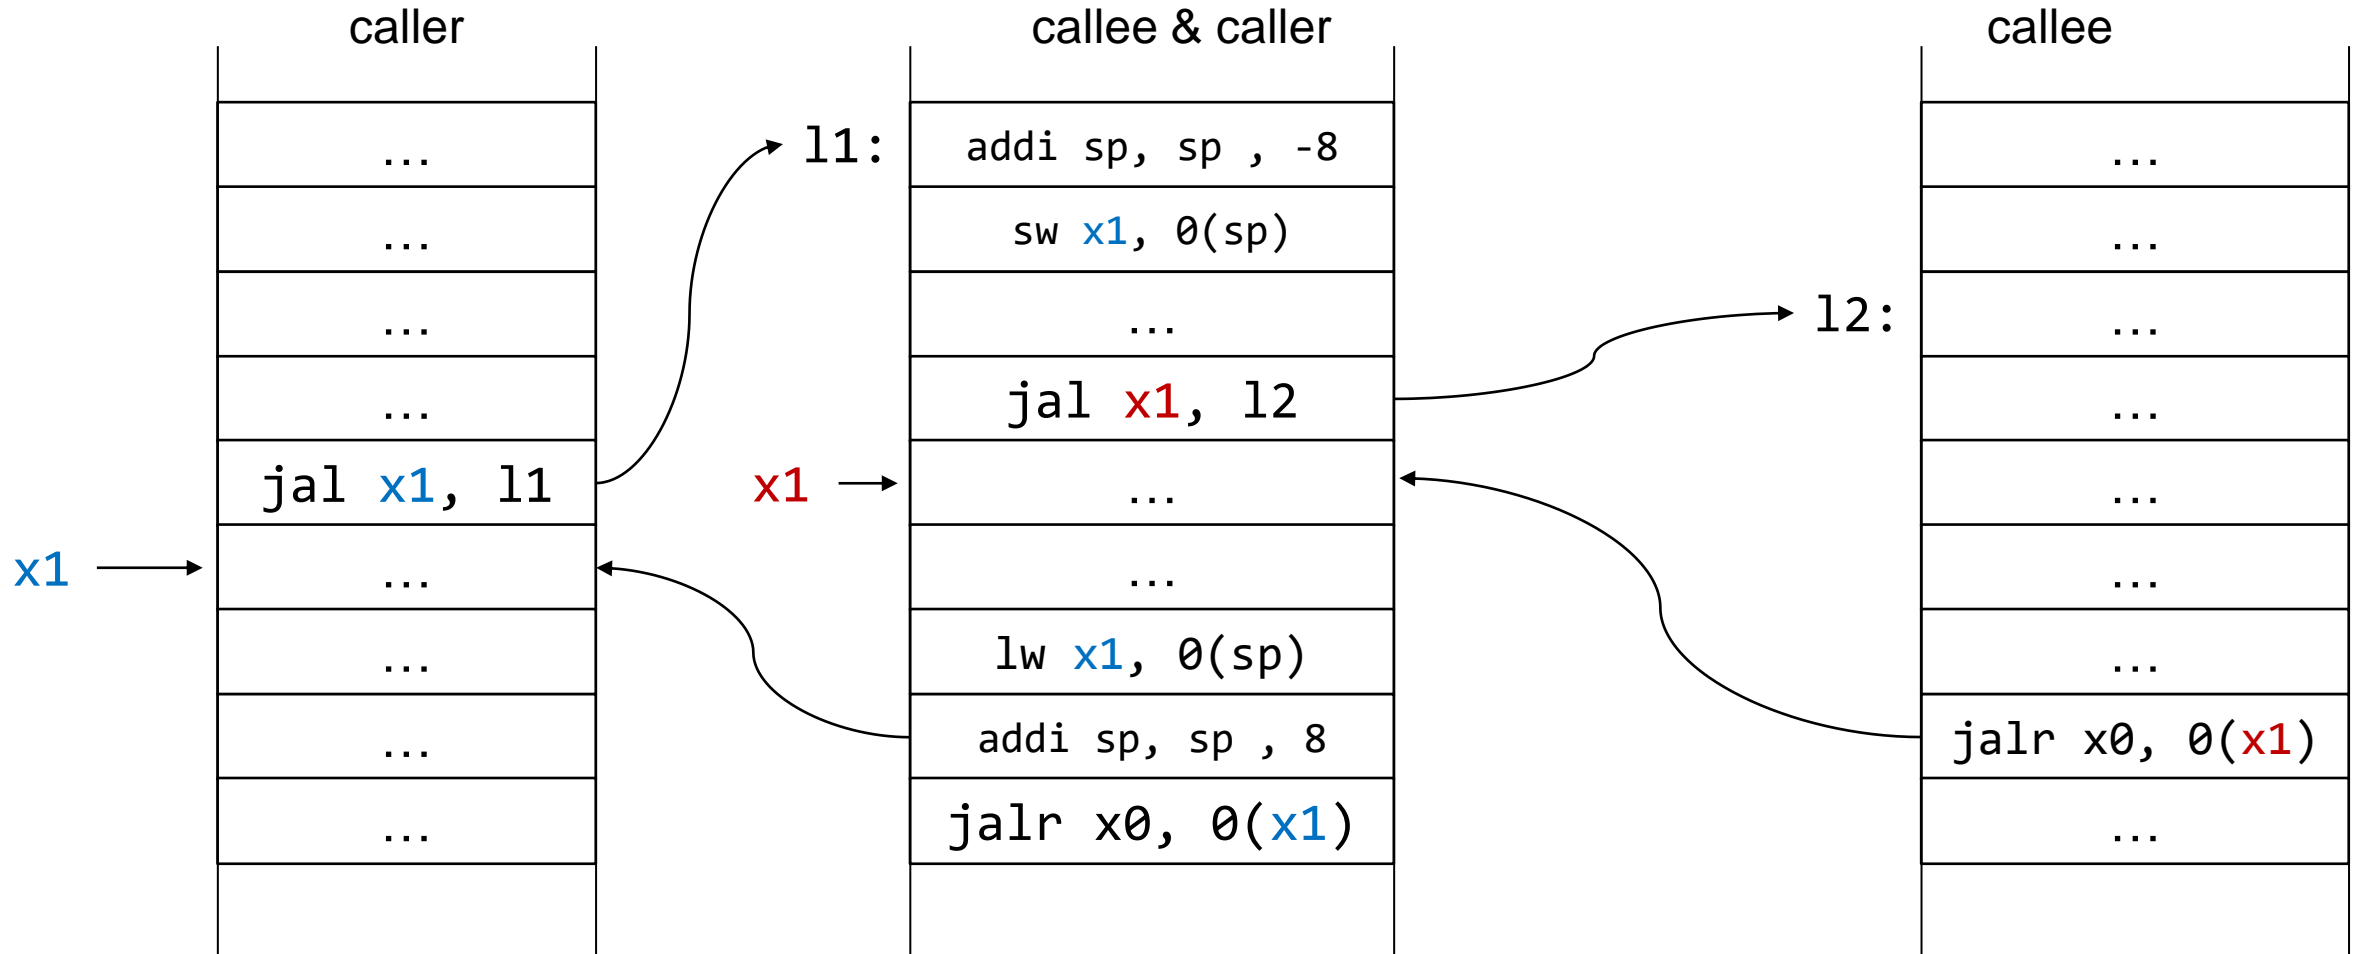 caller
callee & caller
callee
...
...
...
...
jal x1, l1
x1
...
...
...
...
l1:
addi sp, sp , -8
sw x1, 0(sp)
...
jal x1, l2
x1
...
...
lw x1, 0(sp)
addi sp, sp , 8
jalr x0, 0(x1)
...
...
l2:
...
...
...
...
...
jalr x0, 0(x1)
...